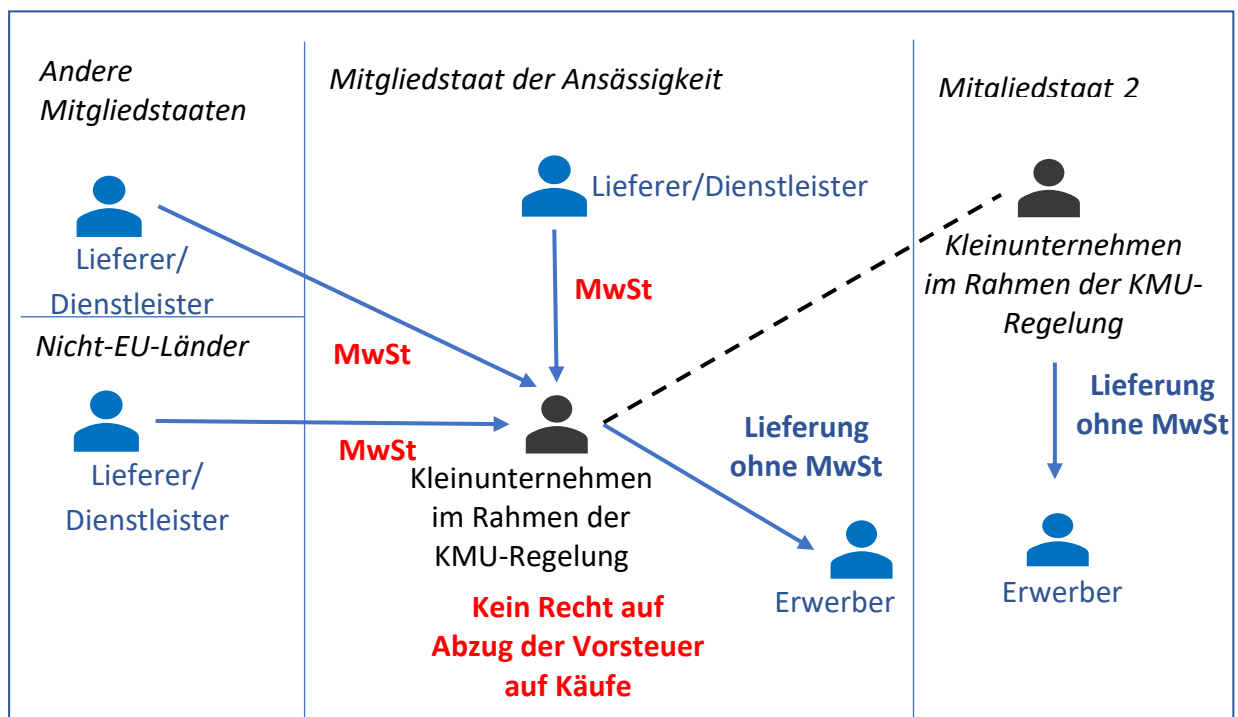 Andere
Mitgliedstaaten
Lieferer/
Dienstleister
Nicht-EU-Länder
Lieferer/
Dienstleister
Mitgliedstaat der Ansässigkeit
Lieferer/Dienstleister
MwSt
MwSt
MwSt
Kleinunternehmen
im Rahmen der
KMU-Regelung
Kein Recht auf
Abzug der Vorsteuer
auf Käufe
Lieferung
ohne MwSt
Erwerber
Mitgliedstaat 2
Kleinunternehmen
im Rahmen der KMU-
Regelung
Lieferung
ohne MwSt
Erwerber